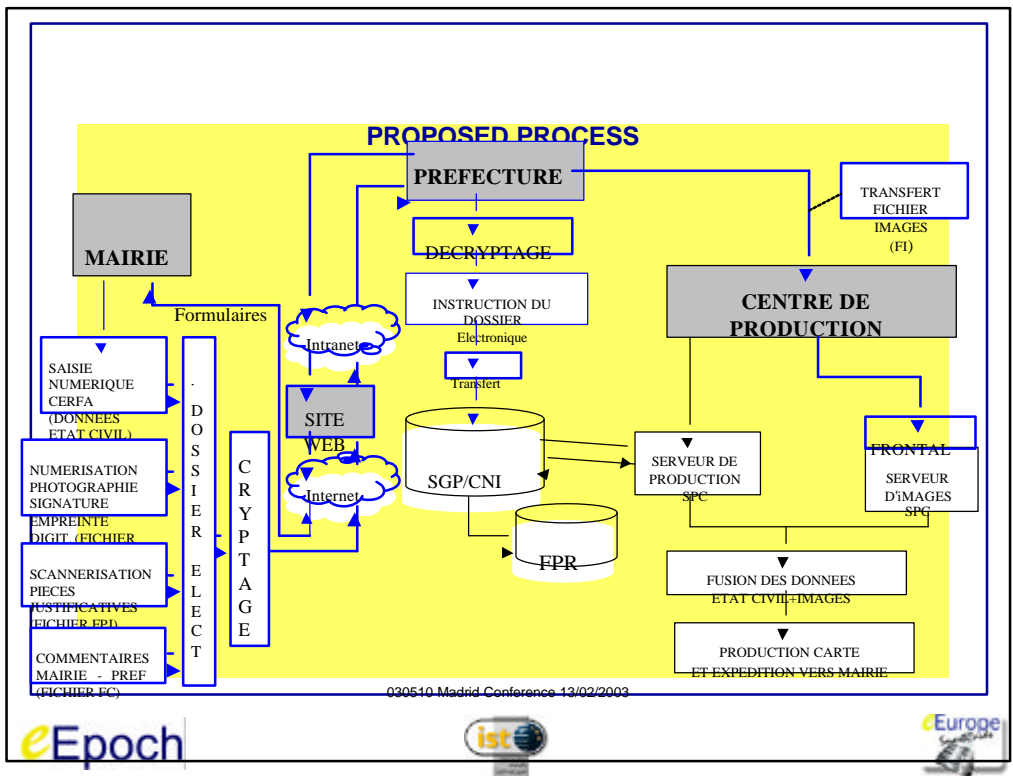 PROPOSED PROCESS
PREFECTURE
TRANSFERT
FICHIER
IMAGES
(FI)
MAIRIE
DECRYPTAGE
CENTRE DE
PRODUCTION
Formulaires
INSTRUCTION DU
DOSSIER
Electronique
Intranet
SAISIE
NUMERIQUE
CERFA
(DONNEES
ETAT CIVIL)
Transfert
SITE
WEB
FRONTAL
SERVEUR
D'iMAGES
SPC
NUMERISATION
PHOTOGRAPHIE
SIGNATURE
EMPREINTE
DIGIT. (FICHIER
.
D
O
S
S
I
E
R
E
L
E
C
T
C
R
Y
P
T
A
G
E
Internet
SGP/CNI
SERVEUR DE
PRODUCTION
SPC
FPR
SCANNERISATION
PIECES
JUSTIFICATIVES
(FICHIER FPJ)
FUSION DES DONNEES
ETAT CIVIL+IMAGES
COMMENTAIRES
MAIRIE - PREF
(FICHIER FC)
PRODUCTION CARTE
ET EXPEDITION VERS MAIRIE
030510 Madrid Conference 13/02/2003
eEpoch
ist
eEurope